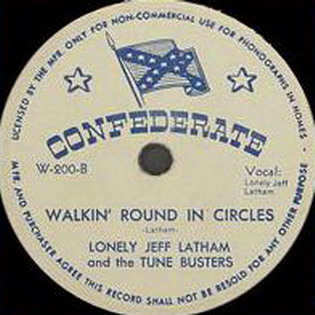 LICENSED BY THE MFR. ONLY FOR NON-COMMERCIAL USE FOR PHONOGRAPHS IN HOMES •
CONFEDERATE
W-200-B
Vocal:
Lonely Jeff
Latham
WALKIN' ROUND IN CIRCLES
-Latham-
LONELY JEFF LATHAM
and the TUNE BUSTERS
MFR. AND PURCHASER AGREE THIS RECORD SHALL NOT BE RESOLD FOR ANY OTHER PURPOSE